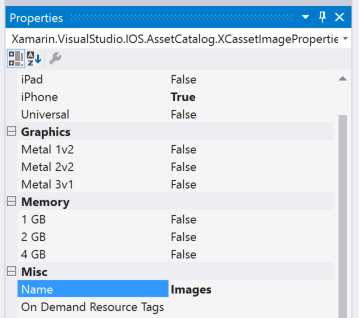 Properties
Xamarin.VisualStudio.IOS.AssetCatalog.XCassetImagePropertie
iPad False
iPhone True
Universal False
Graphics
Metal 1v2 False
Metal 2v2 False
Metal 3v1 False
Memory
1 GB False
2 GB False
4 GB False
Misc
Name Images
On Demand Resource Tags